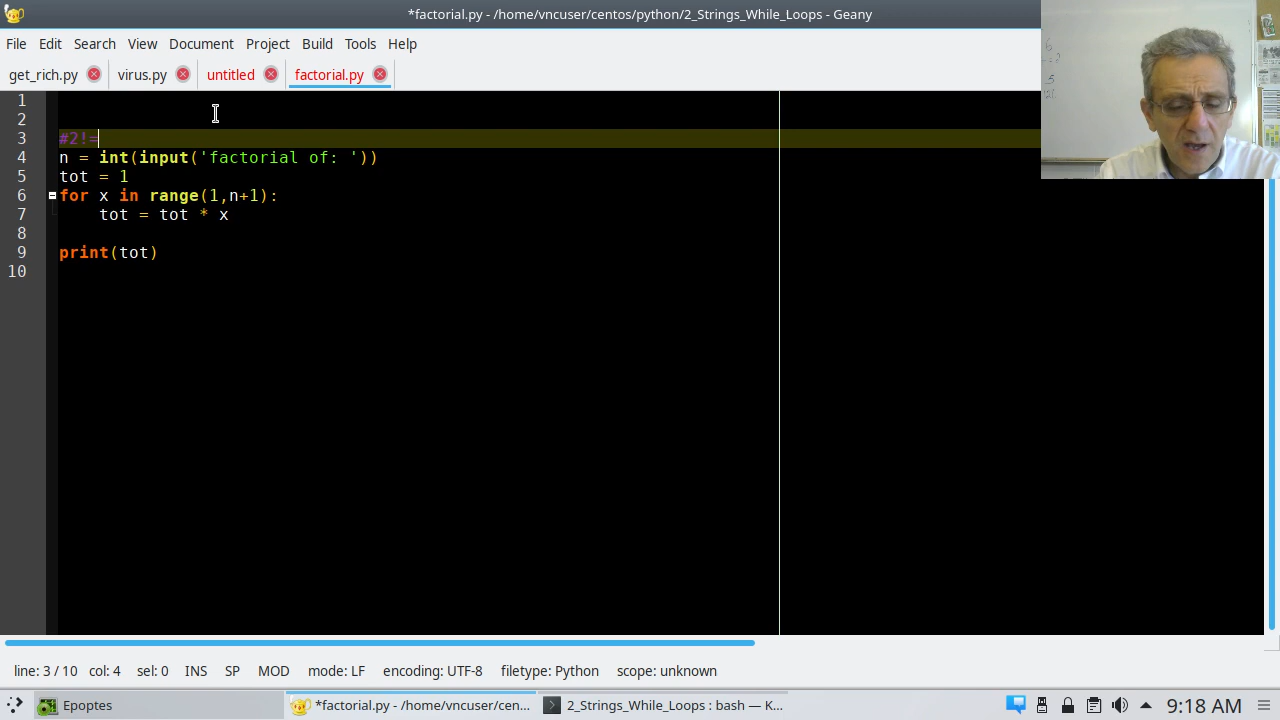 *factorial.py - /home/vncuser/centos/python/2_Strings_While_Loops - Geany
File Edit Search View Document Project Build Tools Help
get_rich.py virus.py untitled factorial.py
1
2
3 #2!=
4 n = int(input('factorial of: '))
5 tot = 1
6 for x in range(1,n+1):
7 tot = tot * x
8
9 print(tot)
10
line: 3 / 10 col: 4 sel: 0 INS SP MOD mode: LF encoding: UTF-8 filetype: Python scope: unknown
Epoptes *factorial.py - /home/vncuser/cen... 2_Strings_While_Loops : bash — K... 9:18 AM